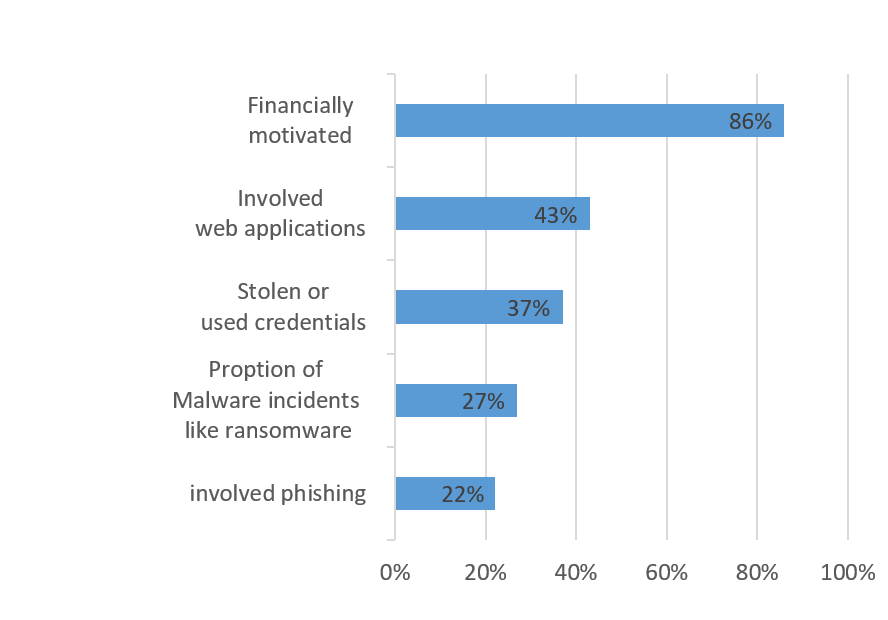 Financially
motivated
86%
Involved
web applications
43%
Stolen or
used credentials
37%
Proption of
Malware incidents
like ransomware
27%
involved phishing
22%
0% 20% 40% 60% 80% 100%